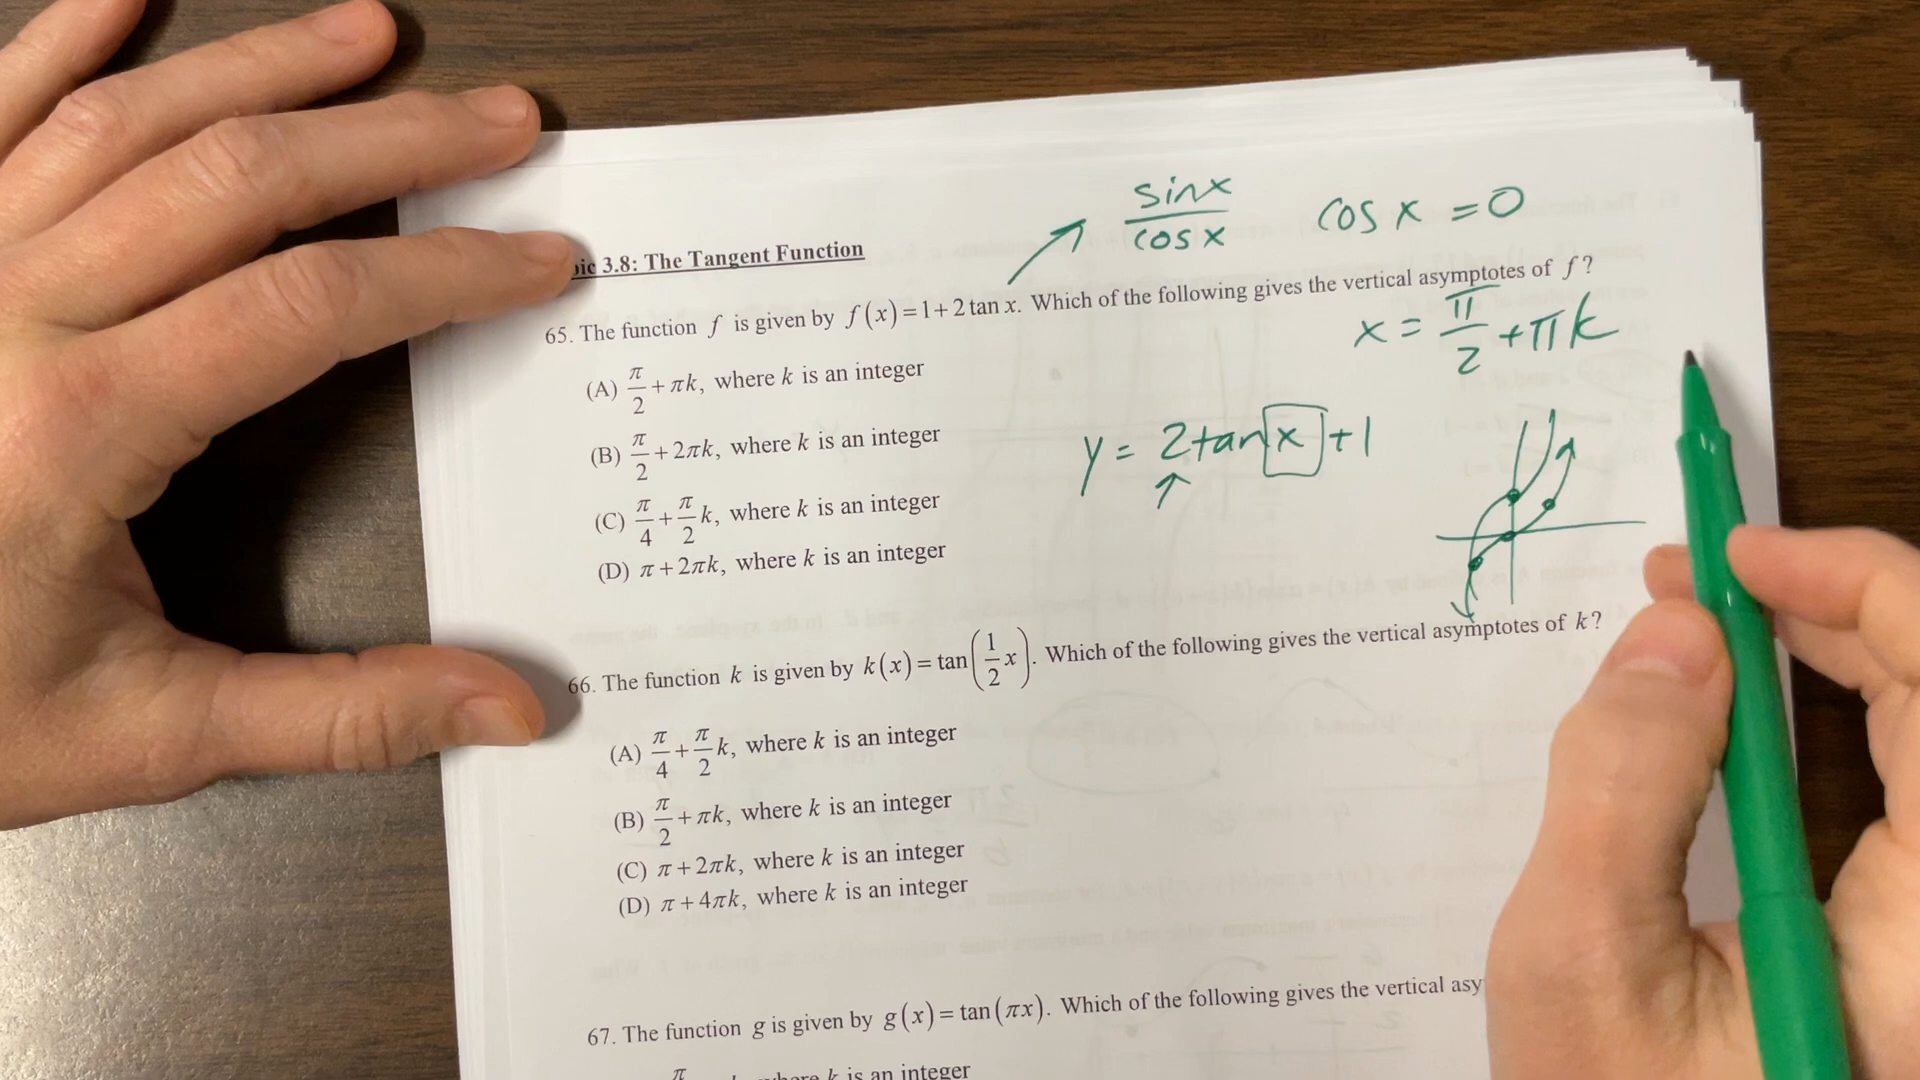 sinx
cosx
cos x = 0
ic 3.8: The Tangent Function
65. The function f is given by f(x) = 1 + 2 tan x. Which of the following gives the vertical asymptotes of f?
x = π/2 + πk
(A) π/2 + πk, where k is an integer
(B) π/2 + 2πk, where k is an integer
y = 2tan x + 1
(C) π/4 + π/2 k, where k is an integer
(D) π + 2πk, where k is an integer
66. The function k is given by k(x) = tan(1/2 x). Which of the following gives the vertical asymptotes of k?
(A) π/4 + π/2 k, where k is an integer
(B) π/2 + πk, where k is an integer
(C) π + 2πk, where k is an integer
(D) π + 4πk, where k is an integer
67. The function g is given by g(x) = tan(πx). Which of the following gives the vertical asy
π
k is an integer